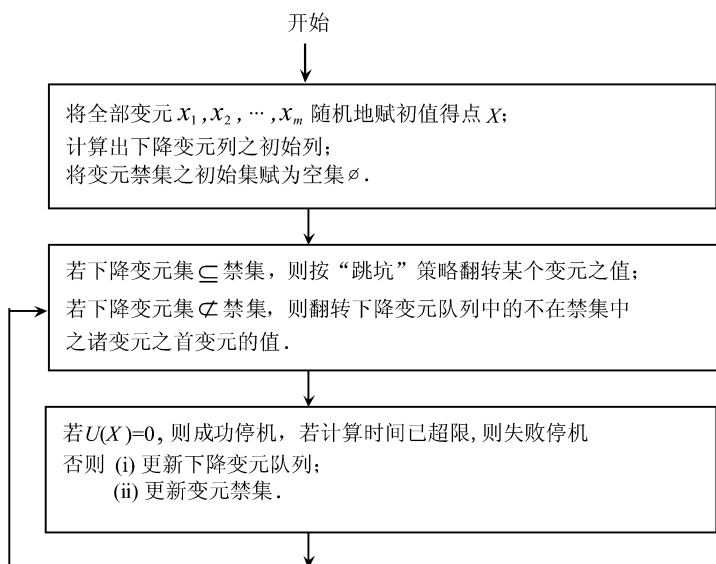 开始
将全部变元 x₁ ,x₂ , ⋯ ,xₘ 随机地赋初值得点 X;
计算出下降变元列之初始列;
将变元禁集之初始集赋为空集∅.
若下降变元集⊆禁集，则按“跳坑”策略翻转某个变元之值;
若下降变元集⊄禁集，则翻转下降变元队列中的不在禁集中
之诸变元之首变元的值.
若U(X)=0, 则成功停机，若计算时间已超限,则失败停机
否则 (i) 更新下降变元队列;
(ii) 更新变元禁集.